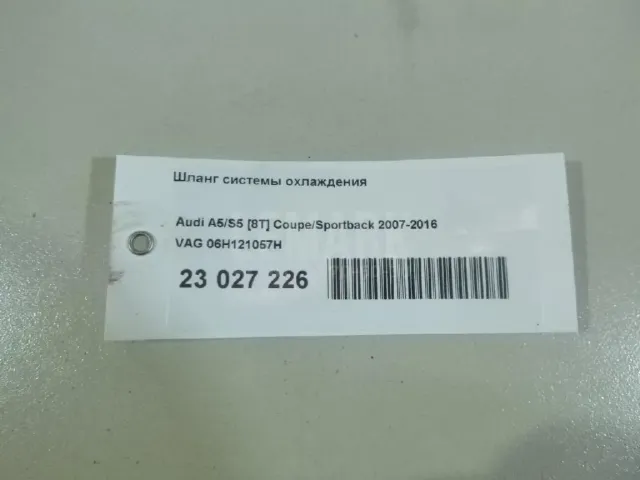 Шланг системы охлаждения
Audi A5/S5 [8T] Coupe/Sportback 2007-2016
VAG 06H121057H
23 027 226